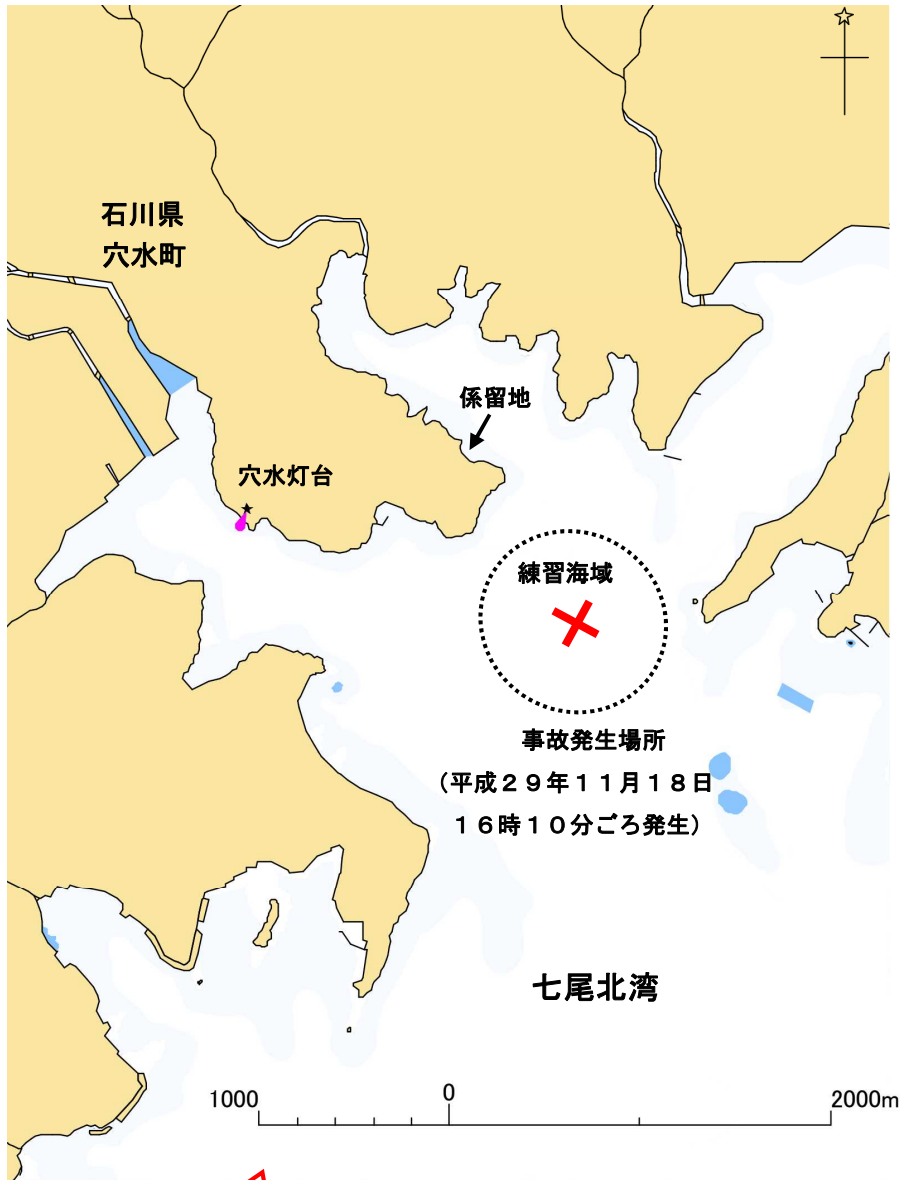 石川県
穴水町
係留地
穴水灯台
練習海域
事故発生場所
（平成２９年１１月１８日
１６時１０分ごろ発生）
七尾北湾
1000 0 2000m